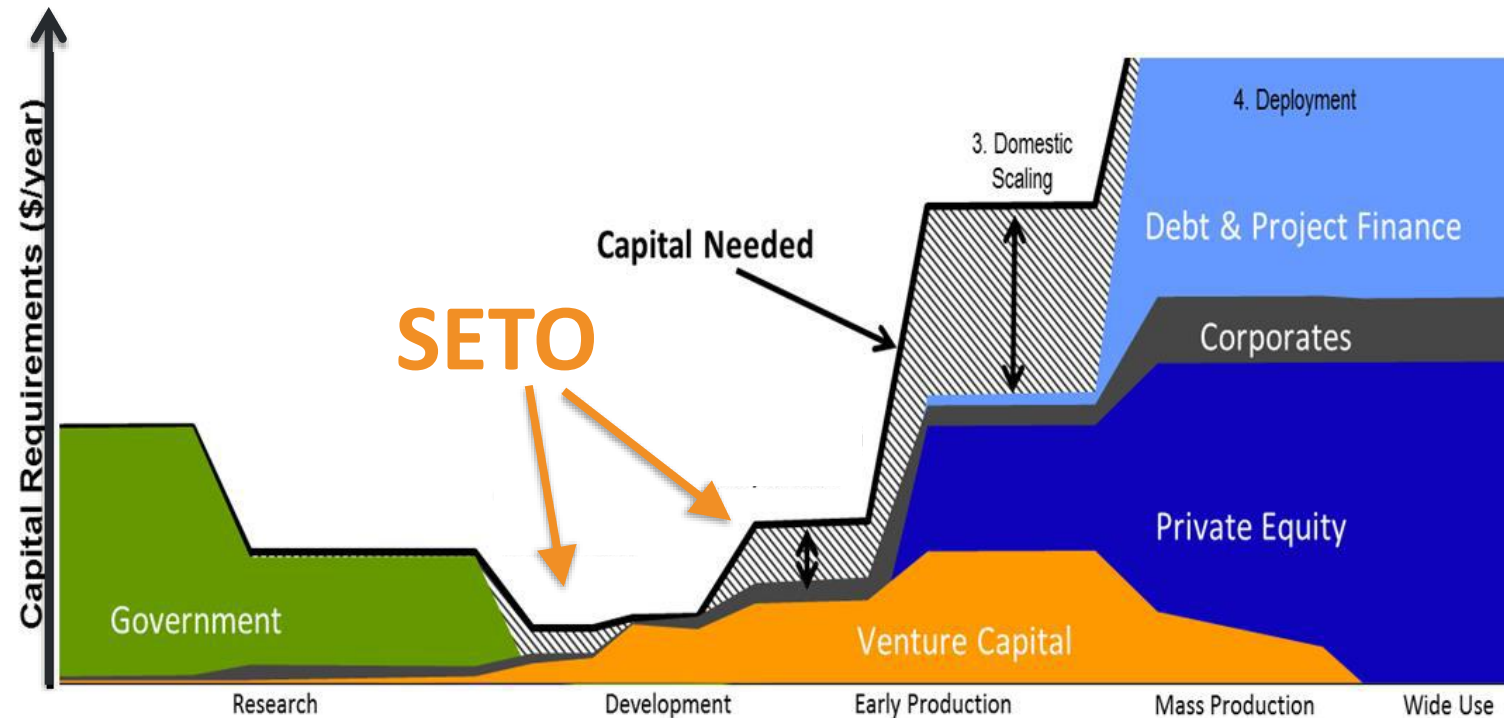 Capital Requirements ($/year)
4. Deployment
3. Domestic
Scaling
Debt & Project Finance
Capital Needed
SETO
Corporates
Private Equity
Government
Venture Capital
Research
Development
Early Production
Mass Production
Wide Use